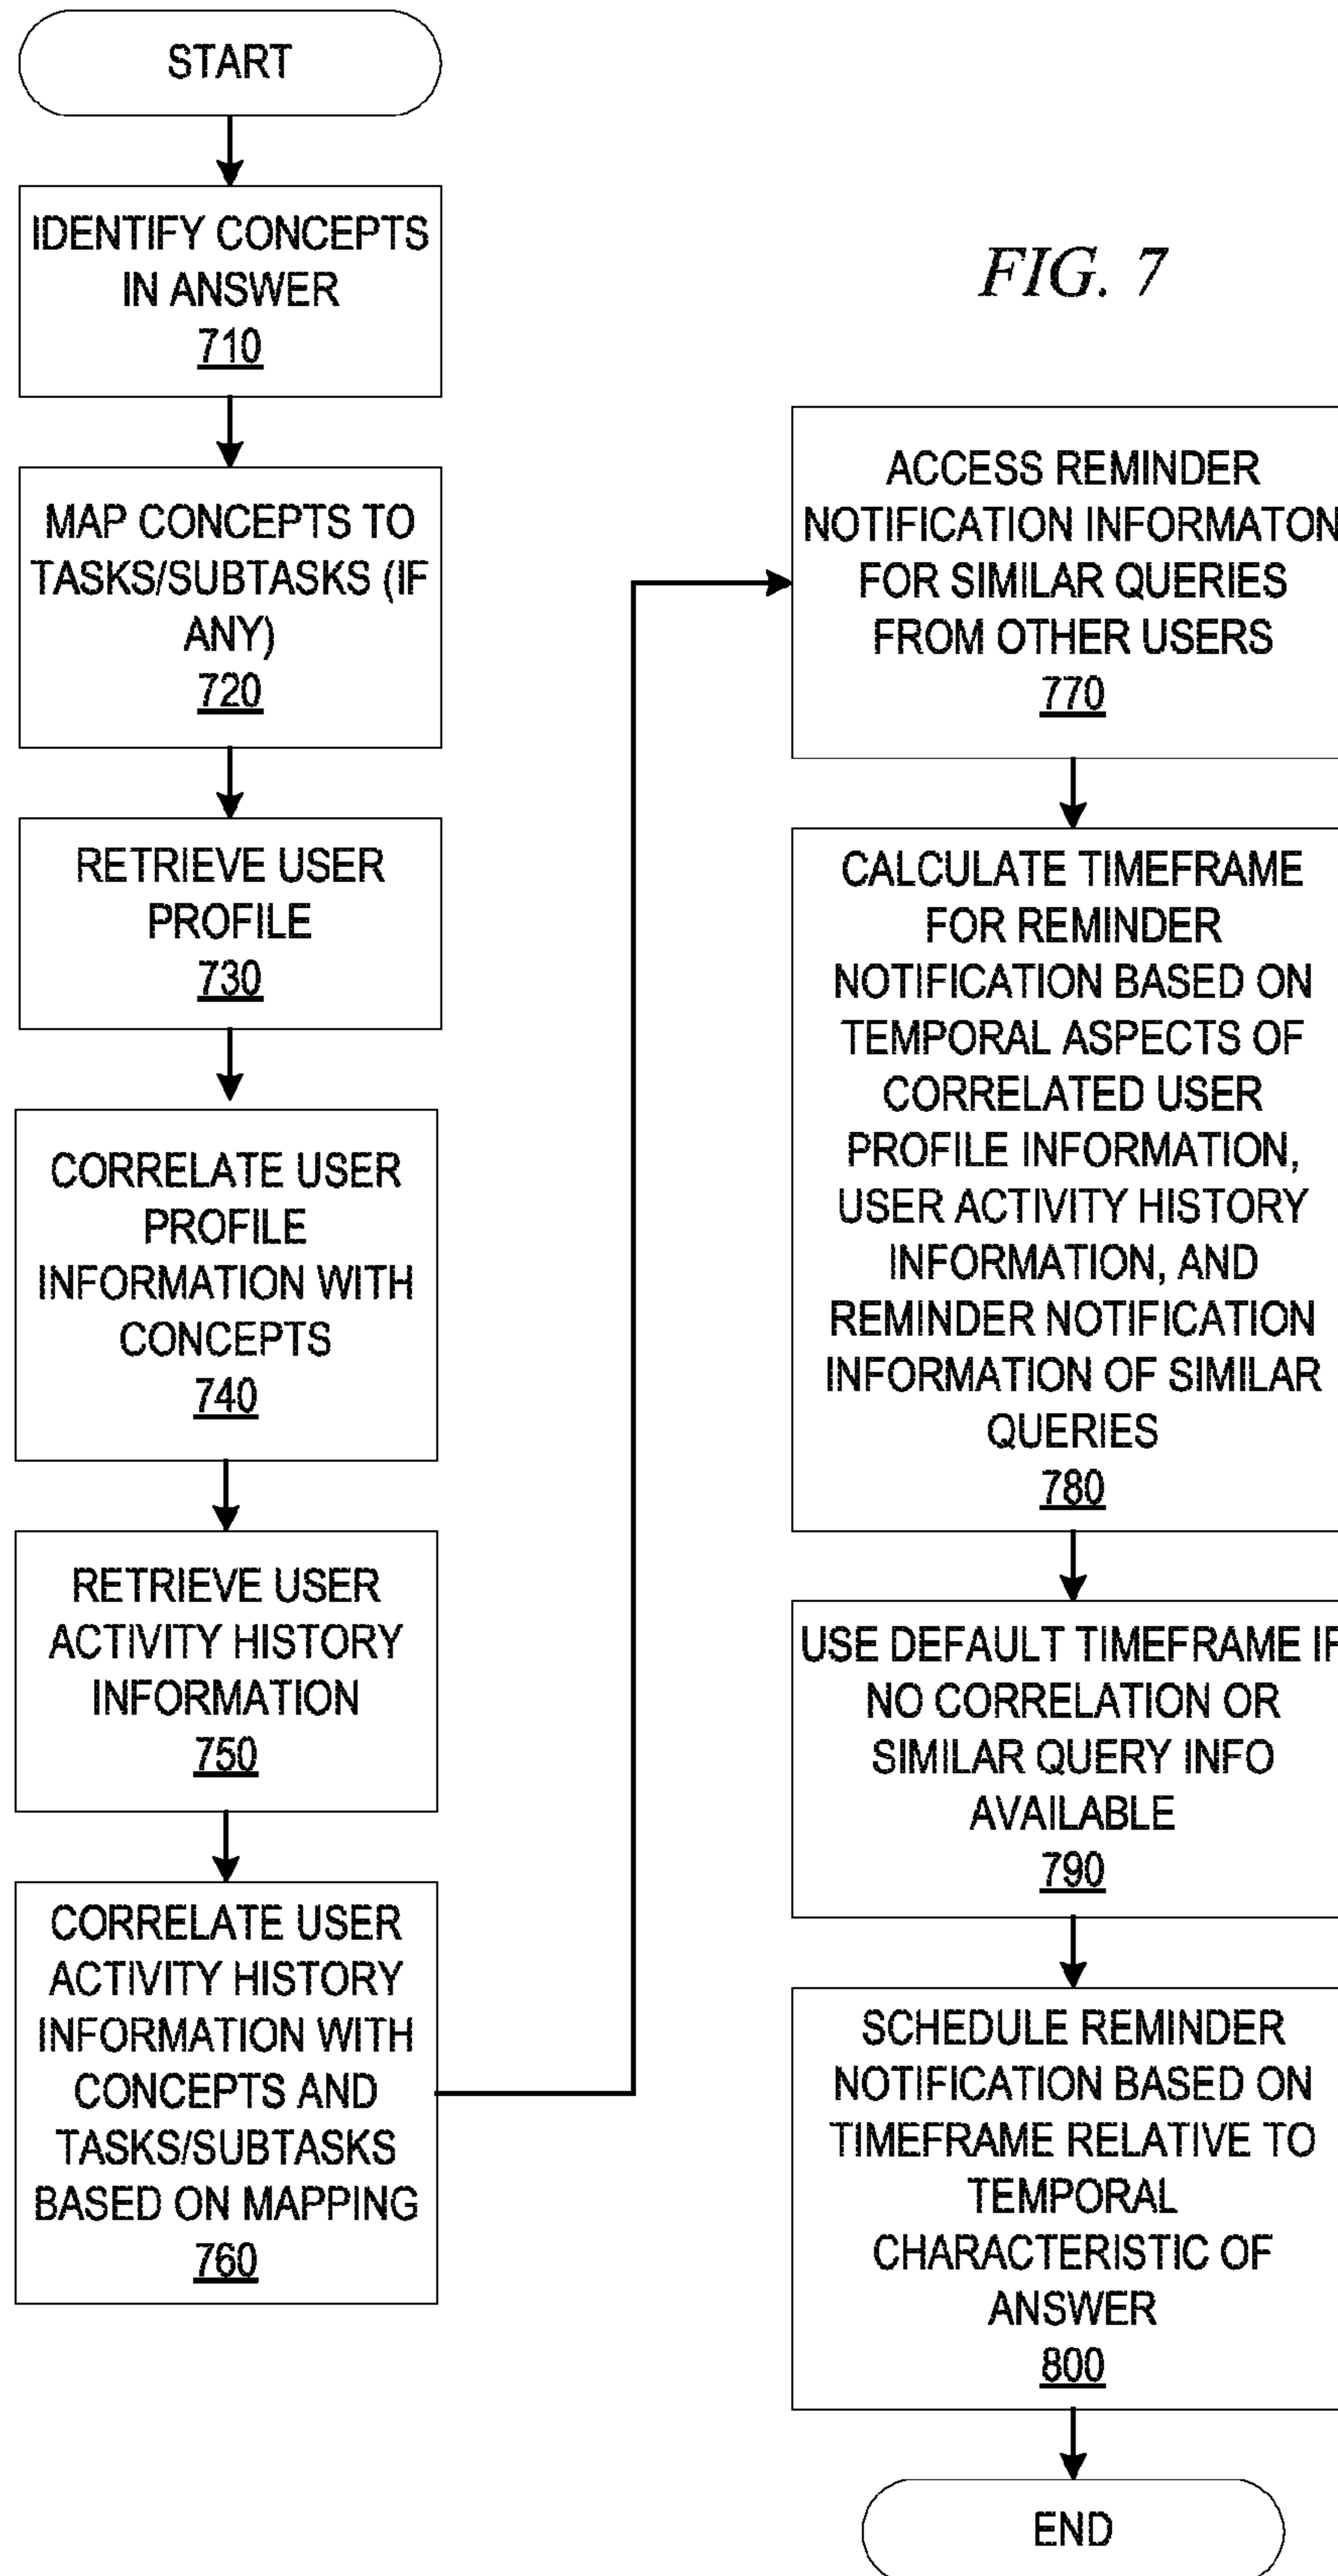 START
IDENTIFY CONCEPTS
IN ANSWER
710
MAP CONCEPTS TO
TASKS/SUBTASKS (IF
ANY)
720
RETRIEVE USER
PROFILE
730
CORRELATE USER
PROFILE
INFORMATION WITH
CONCEPTS
740
RETRIEVE USER
ACTIVITY HISTORY
INFORMATION
750
CORRELATE USER
ACTIVITY HISTORY
INFORMATION WITH
CONCEPTS AND
TASKS/SUBTASKS
BASED ON MAPPING
760
FIG. 7
ACCESS REMINDER
NOTIFICATION INFORMATON
FOR SIMILAR QUERIES
FROM OTHER USERS
770
CALCULATE TIMEFRAME
FOR REMINDER
NOTIFICATION BASED ON
TEMPORAL ASPECTS OF
CORRELATED USER
PROFILE INFORMATION,
USER ACTIVITY HISTORY
INFORMATION, AND
REMINDER NOTIFICATION
INFORMATION OF SIMILAR
QUERIES
780
USE DEFAULT TIMEFRAME IF
NO CORRELATION OR
SIMILAR QUERY INFO
AVAILABLE
790
SCHEDULE REMINDER
NOTIFICATION BASED ON
TIMEFRAME RELATIVE TO
TEMPORAL
CHARACTERISTIC OF
ANSWER
800
END